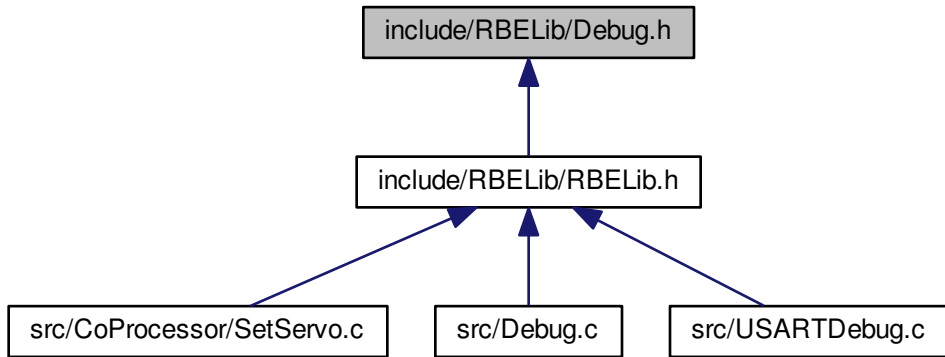 include/RBELib/Debug.h
include/RBELib/RBELib.h
src/CoProcessor/SetServo.c
src/Debug.c
src/USARTDebug.c